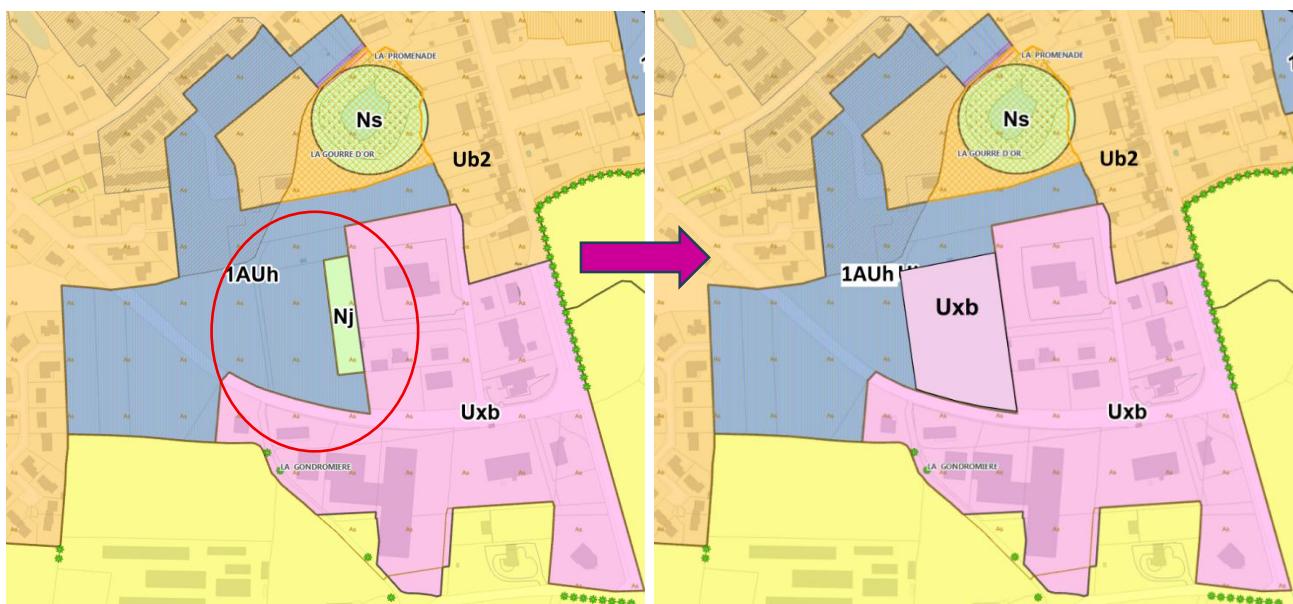 LA PROMENADE
Ns
LA GOURRE D'OR
Ub2
1AUh
Nj
Uxb
LA GONDROMIERE
LA PROMENADE
Ns
LA GOURRE D'OR
Ub2
1AUh
Uxb
Uxb
LA GONDROMIERE